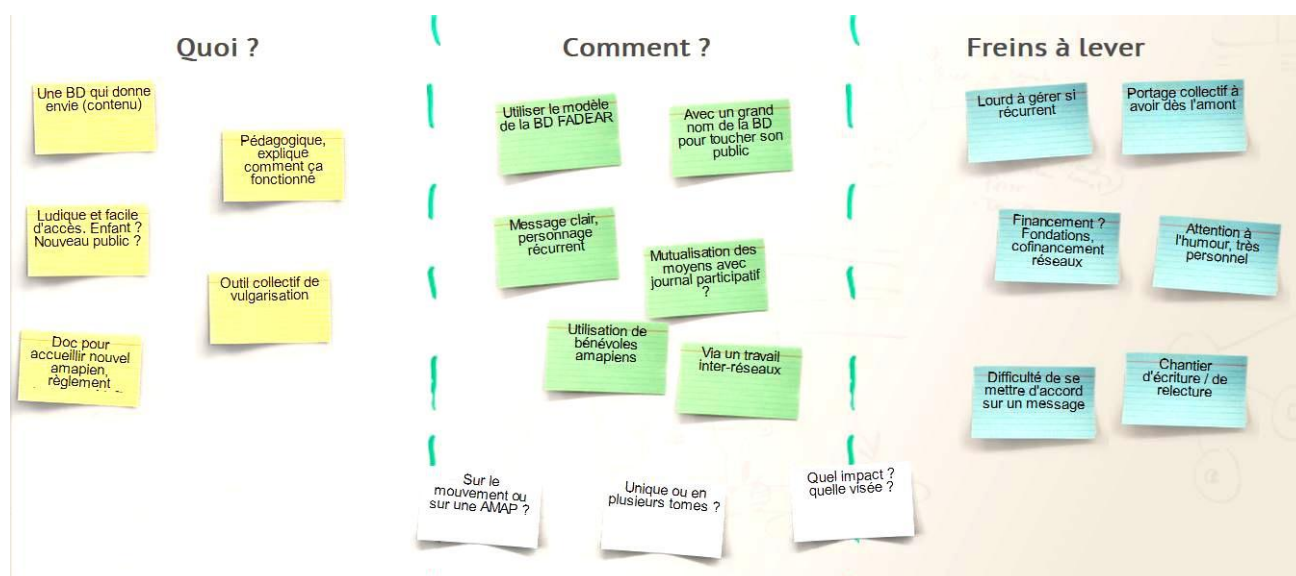 Quoi ?
Comment ?
Freins à lever
Une BD qui donne
envie (contenu)
Pédagogique,
explique
comment ça
fonctionne
Ludique et facile
d'accès. Enfant ?
Nouveau public ?
Outil collectif de
vulgarisation
Doc pour
accueillir nouvel
amapien,
règlement
Utiliser le modèle
de la BD FADEAR
Avec un grand
nom de la BD
pour toucher son
public
Message clair,
personnage
récurrent
Mutualisation des
moyens avec
journal participatif
?
Utilisation de
bénévoles
amapiens
Via un travail
inter-réseaux
Lourd à gérer si
récurrent
Portage collectif à
avoir dès l'amont
Financement ?
Fondations,
cofinancement
réseaux
Attention à
l'humour, très
personnel
Difficulté de se
mettre d'accord
sur un message
Chantier
d'écriture / de
relecture
Sur le
mouvement ou
sur une AMAP ?
Unique ou en
plusieurs tomes ?
Quel impact ?
quelle visée ?